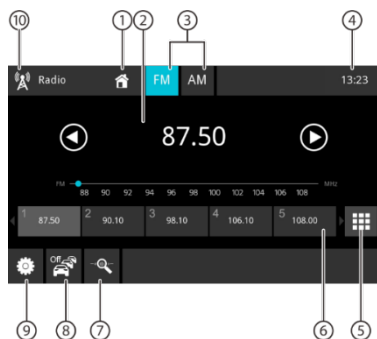 ⑩ ① ② ③ ④
Radio FM AM 13:23
87.50
FM 88 90 92 94 96 98 100 102 104 106 108 MHz
1 87.50 2 90.10 3 98.10 4 106.10 5 108.00
Off
⑨ ⑧ ⑦ ⑥ ⑤